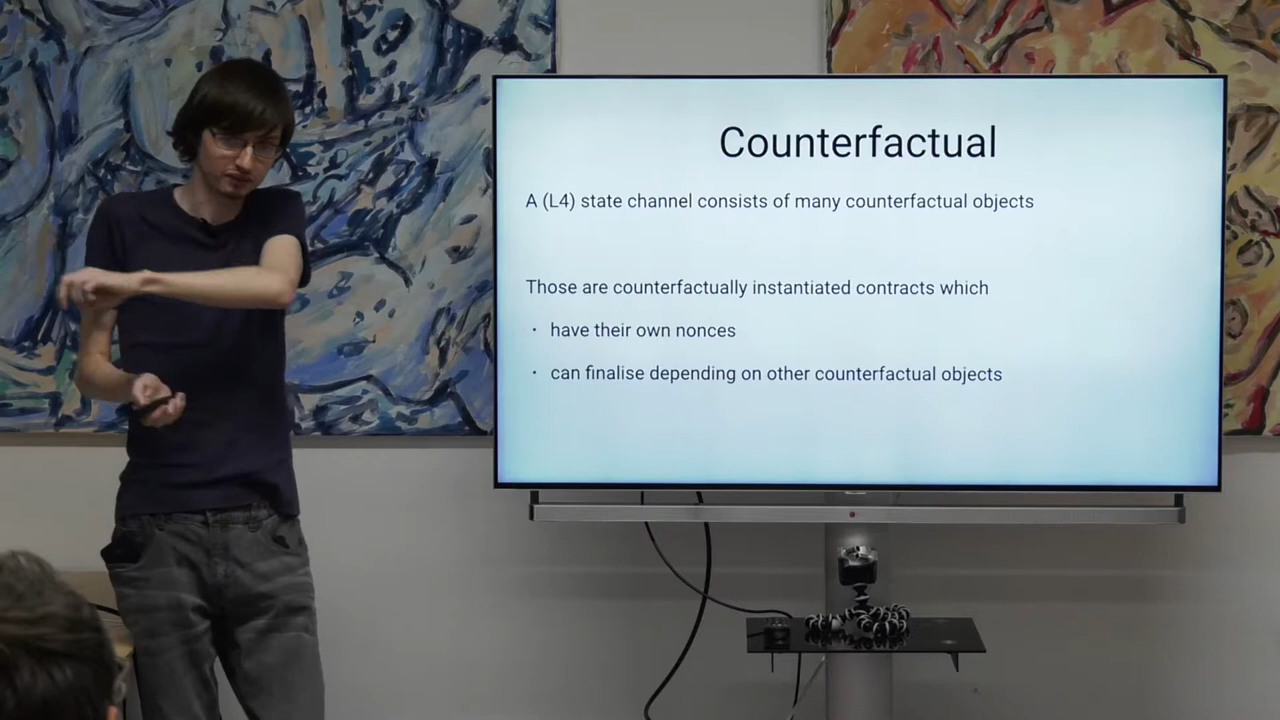 Counterfactual
A (L4) state channel consists of many counterfactual objects
Those are counterfactually instantiated contracts which
· have their own nonces
· can finalise depending on other counterfactual objects